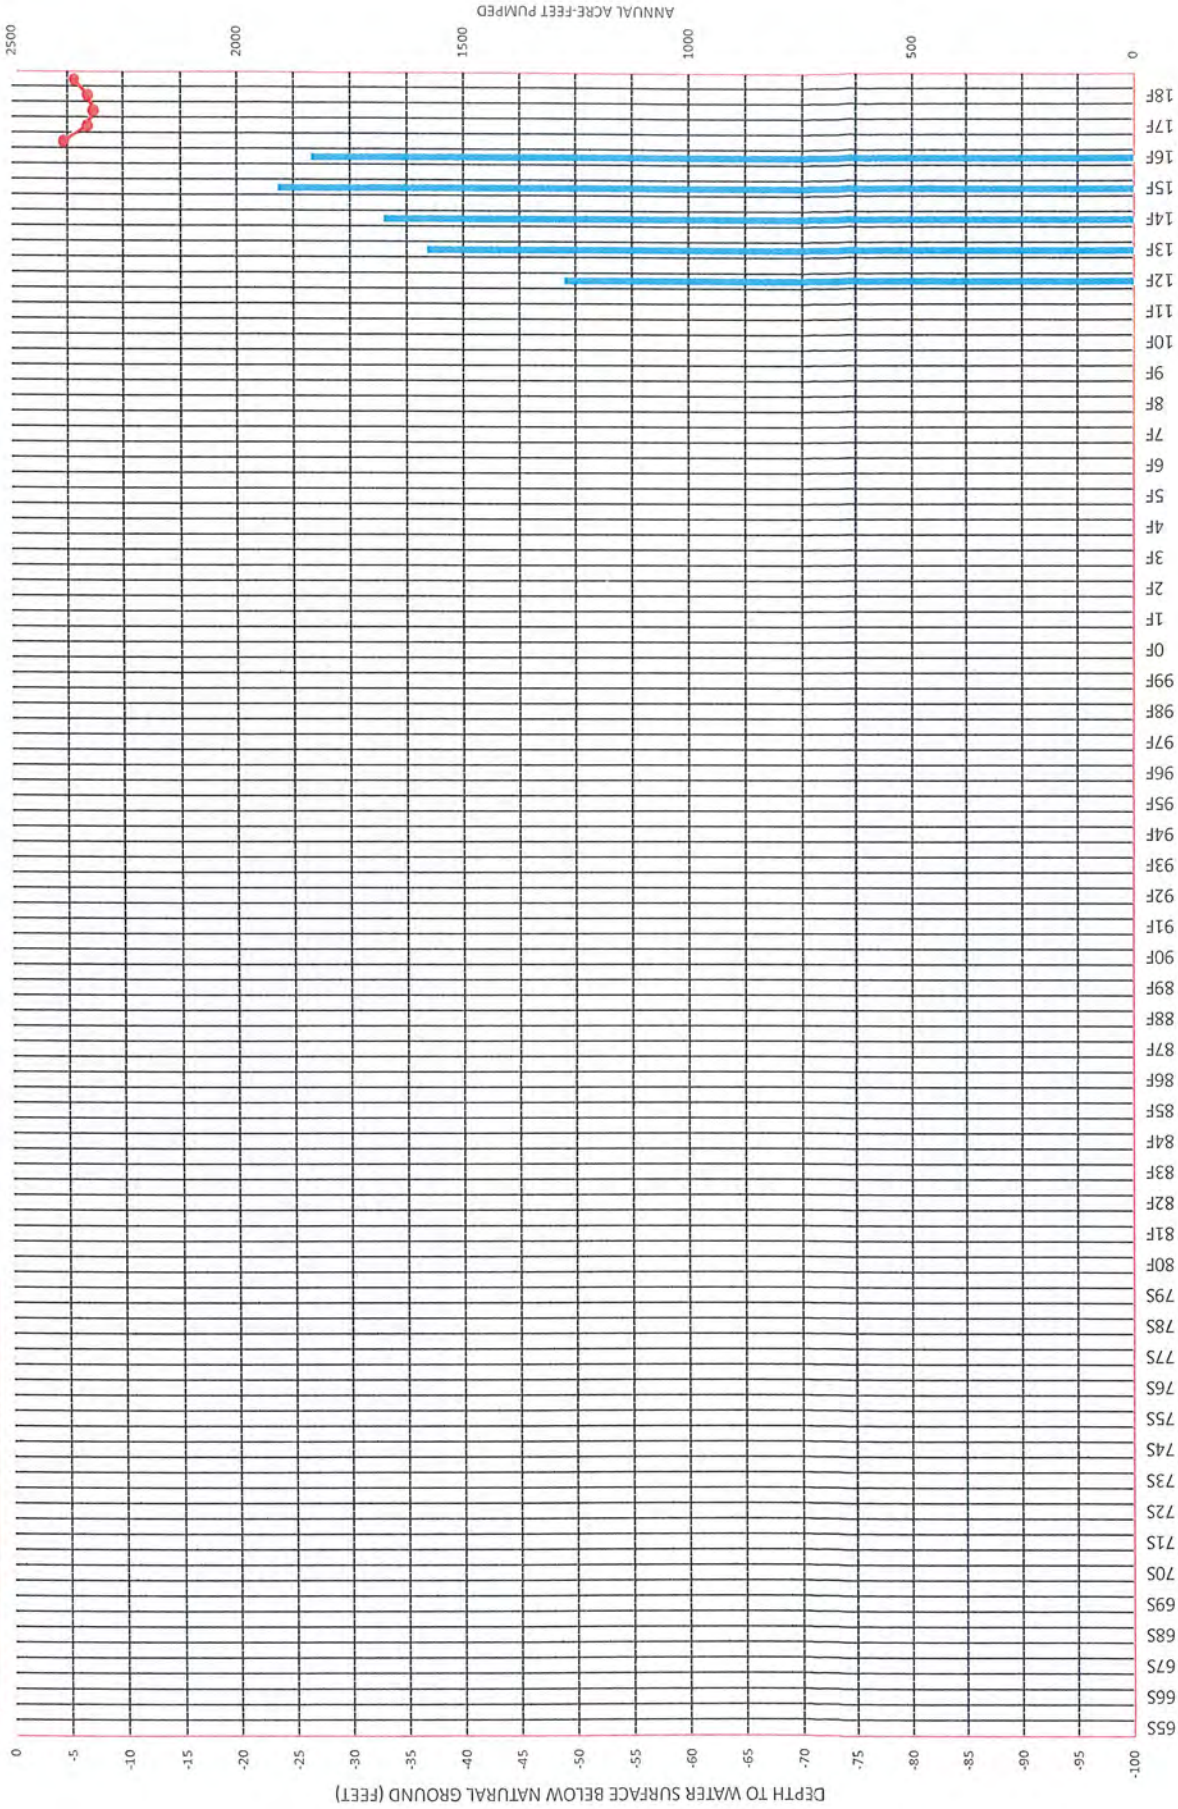 DEPTH TO WATER SURFACE BELOW NATURAL GROUND (FEET)
0
-5
-10
-15
-20
-25
-30
-35
-40
-45
-50
-55
-60
-65
-70
-75
-80
-85
-90
-95
-100
65S
66S
67S
68S
69S
70S
71S
72S
73S
74S
75S
76S
77S
78S
79S
80F
81F
82F
83F
84F
85F
86F
87F
88F
89F
90F
91F
92F
93F
94F
95F
96F
97F
98F
99F
0F
1F
2F
3F
4F
5F
6F
7F
8F
9F
10F
11F
12F
13F
14F
15F
16F
17F
18F
2500
2000
1500
1000
500
0
ANNUAL ACRE-FEET PUMPED